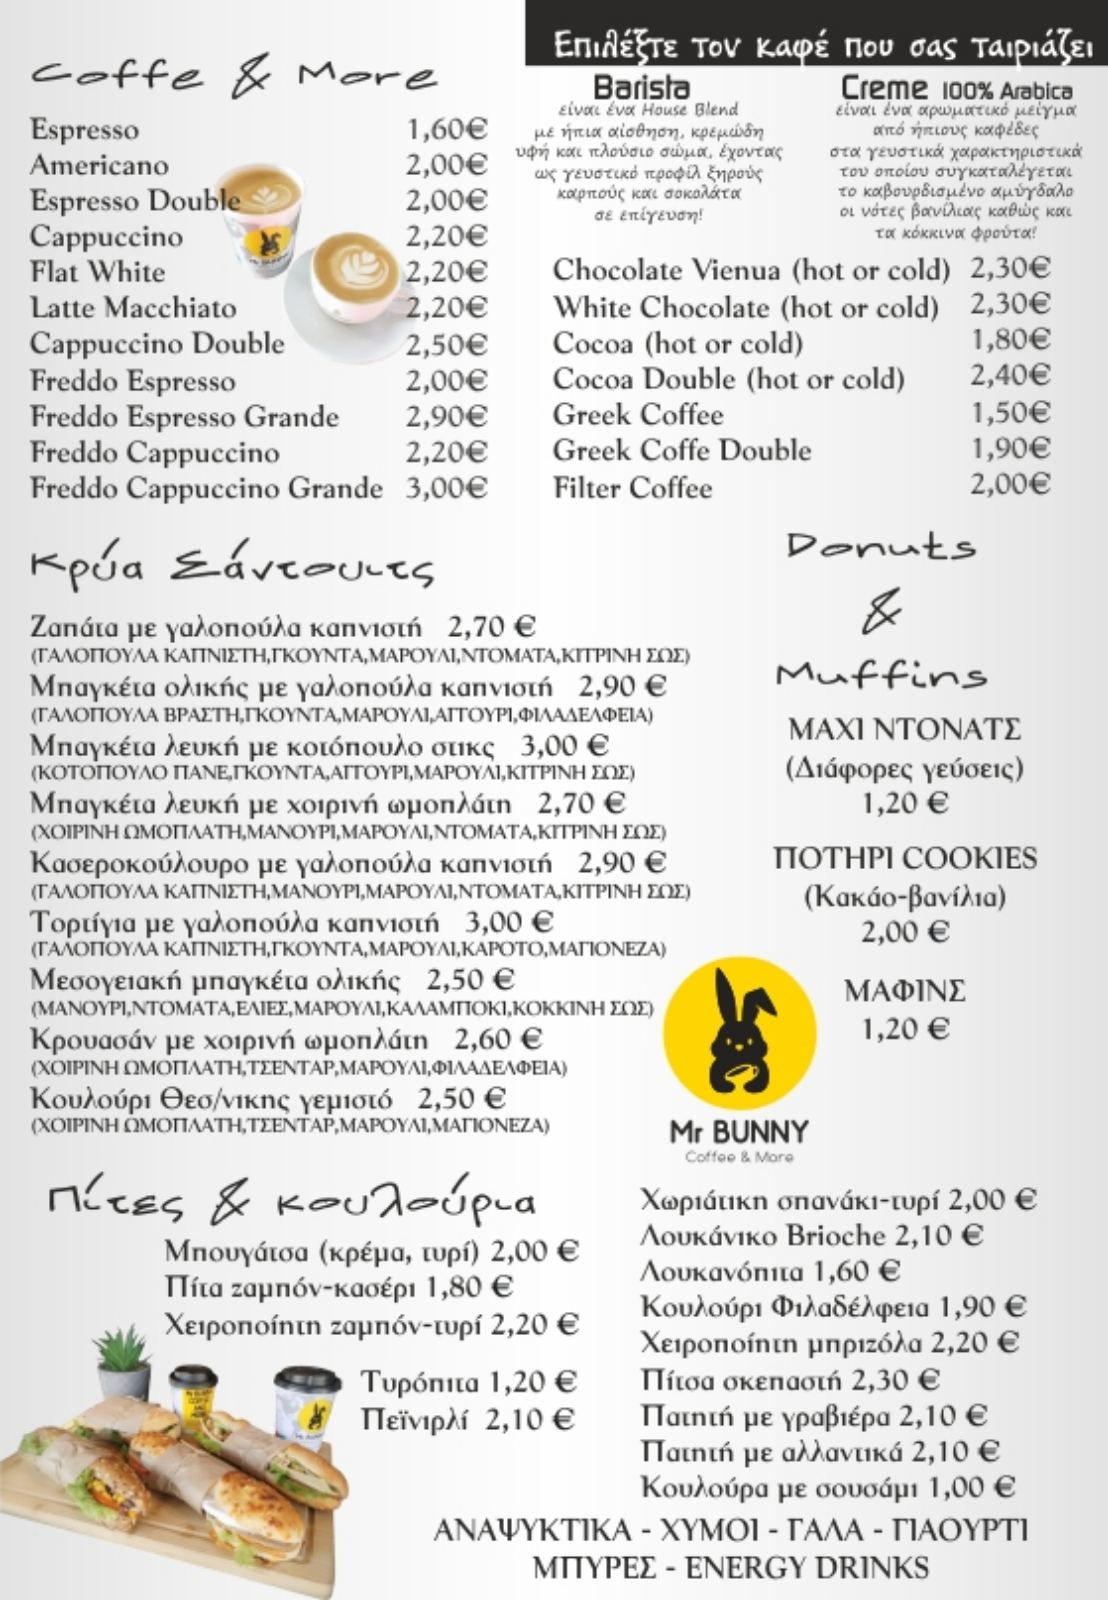 Coffe & More
Espresso 1,60€
Americano 2,00€
Espresso Double 2,00€
Cappuccino 2,20€
Flat White 2,20€
Latte Macchiato 2,20€
Cappuccino Double 2,50€
Freddo Espresso 2,00€
Freddo Espresso Grande 2,90€
Freddo Cappuccino 2,20€
Freddo Cappuccino Grande 3,00€
Επιλέξτε τον καφέ που σας ταιριάζει
Barista
είναι ένα House Blend
με ήπια αίσθηση, κρεμώδη
υφή και πλούσιο σώμα, έχοντας
ως γευστικό προφίλ ξηρούς
καρπούς και σοκολάτα
σε επίγευση!
Creme 100% Arabica
είναι ένα αρωματικό μείγμα
από ήπιους καφέδες
στα γευστικά χαρακτηριστικά
του οποίου συγκαταλέγεται
το καβουρδισμένο αμύγδαλο
οι νότες βανίλιας καθώς και
τα κόκκινα φρούτα!
Chocolate Vienua (hot or cold) 2,30€
White Chocolate (hot or cold) 2,30€
Cocoa (hot or cold) 1,80€
Cocoa Double (hot or cold) 2,40€
Greek Coffee 1,50€
Greek Coffe Double 1,90€
Filter Coffee 2,00€
Κρύα Σάντουιτς
Ζαπάτα με γαλοπούλα καπνιστή 2,70 €
(ΓΑΛΟΠΟΥΛΑ ΚΑΠΝΙΣΤΗ,ΓΚΟΥΝΤΑ,ΜΑΡΟΥΛΙ,ΝΤΟΜΑΤΑ,ΚΙΤΡΙΝΗ ΣΩΣ)
Μπαγκέτα ολικής με γαλοπούλα καπνιστή 2,90 €
(ΓΑΛΟΠΟΥΛΑ ΒΡΑΣΤΗ,ΓΚΟΥΝΤΑ,ΜΑΡΟΥΛΙ,ΑΓΓΟΥΡΙ,ΦΙΛΑΔΕΛΦΕΙΑ)
Μπαγκέτα λευκή με κοτόπουλο στικς 3,00 €
(ΚΟΤΟΠΟΥΛΟ ΠΑΝΕ,ΓΚΟΥΝΤΑ,ΑΓΓΟΥΡΙ,ΜΑΡΟΥΛΙ,ΚΙΤΡΙΝΗ ΣΩΣ)
Μπαγκέτα λευκή με χοιρινή ωμοπλάτη 2,70 €
(ΧΟΙΡΙΝΗ ΩΜΟΠΛΑΤΗ,ΜΑΝΟΥΡΙ,ΜΑΡΟΥΛΙ,ΝΤΟΜΑΤΑ,ΚΙΤΡΙΝΗ ΣΩΣ)
Κασεροκούλουρο με γαλοπούλα καπνιστή 2,90 €
(ΓΑΛΟΠΟΥΛΑ ΚΑΠΝΙΣΤΗ,ΜΑΝΟΥΡΙ,ΜΑΡΟΥΛΙ,ΝΤΟΜΑΤΑ,ΚΙΤΡΙΝΗ ΣΩΣ)
Τορτίγια με γαλοπούλα καπνιστή 3,00 €
(ΓΑΛΟΠΟΥΛΑ ΚΑΠΝΙΣΤΗ,ΓΚΟΥΝΤΑ,ΜΑΡΟΥΛΙ,ΚΑΡΟΤΟ,ΜΑΓΙΟΝΕΖΑ)
Μεσογειακή μπαγκέτα ολικής 2,50 €
(ΜΑΝΟΥΡΙ,ΝΤΟΜΑΤΑ,ΕΛΙΕΣ,ΜΑΡΟΥΛΙ,ΚΑΛΑΜΠΟΚΙ,ΚΟΚΚΙΝΗ ΣΩΣ)
Κρουασάν με χοιρινή ωμοπλάτη 2,60 €
(ΧΟΙΡΙΝΗ ΩΜΟΠΛΑΤΗ,ΤΣΕΝΤΑΡ,ΜΑΡΟΥΛΙ,ΦΙΛΑΔΕΛΦΕΙΑ)
Κουλούρι Θεσ/νικης γεμιστό 2,50 €
(ΧΟΙΡΙΝΗ ΩΜΟΠΛΑΤΗ,ΤΣΕΝΤΑΡ,ΜΑΡΟΥΛΙ,ΜΑΓΙΟΝΕΖΑ)
Donuts
&
Muffins
ΜΑΧΙ ΝΤΟΝΑΤΣ
(Διάφορες γεύσεις)
1,20 €
ΠΟΤΗΡΙ COOKIES
(Κακάο-βανίλια)
2,00 €
ΜΑΦΙΝΣ
1,20 €
Mr BUNNY
Coffee & More
Πίτες & κουλούρια
Μπουγάτσα (κρέμα, τυρί) 2,00 €
Πίτα ζαμπόν-κασέρι 1,80 €
Χειροποίητη ζαμπόν-τυρί 2,20 €
Τυρόπιτα 1,20 €
Πεϊνιρλί 2,10 €
Χωριάτικη σπανάκι-τυρί 2,00 €
Λουκάνικο Brioche 2,10 €
Λουκανόπιτα 1,60 €
Κουλούρι Φιλαδέλφεια 1,90 €
Χειροποίητη μπριζόλα 2,20 €
Πίτσα σκεπαστή 2,30 €
Πατητή με γραβιέρα 2,10 €
Πατητή με αλλαντικά 2,10 €
Κουλούρα με σουσάμι 1,00 €
ΑΝΑΨΥΚΤΙΚΑ - ΧΥΜΟΙ - ΓΑΛΑ - ΓΙΑΟΥΡΤΙ
ΜΠΥΡΕΣ - ENERGY DRINKS